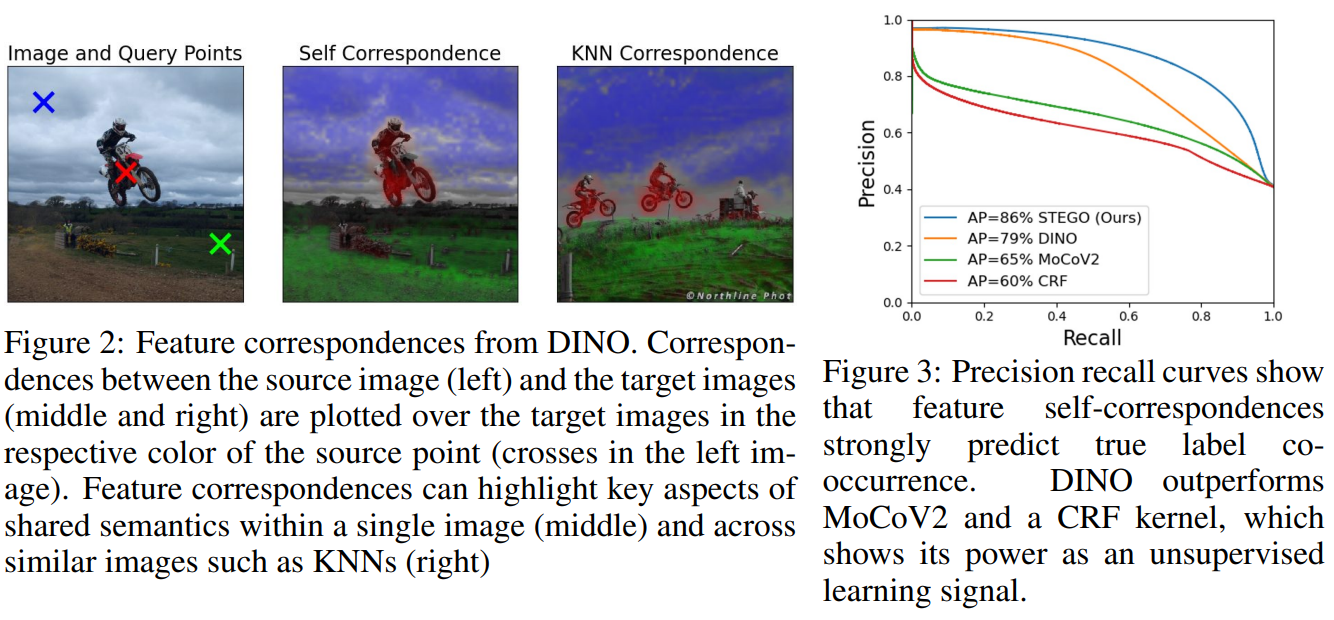 Image and Query Points
Self Correspondence
KNN Correspondence
©Northline Phot
Figure 2: Feature correspondences from DINO. Correspon-
dences between the source image (left) and the target images
(middle and right) are plotted over the target images in the
respective color of the source point (crosses in the left im-
age). Feature correspondences can highlight key aspects of
shared semantics within a single image (middle) and across
similar images such as KNNs (right)
1.0
0.8
0.6
0.4
0.2
0.0
Precision
AP=86% STEGO (Ours)
AP=79% DINO
AP=65% MoCoV2
AP=60% CRF
0.0 0.2 0.4 0.6 0.8 1.0
Recall
Figure 3: Precision recall curves show
that feature self-correspondences
strongly predict true label co-
occurrence. DINO outperforms
MoCoV2 and a CRF kernel, which
shows its power as an unsupervised
learning signal.